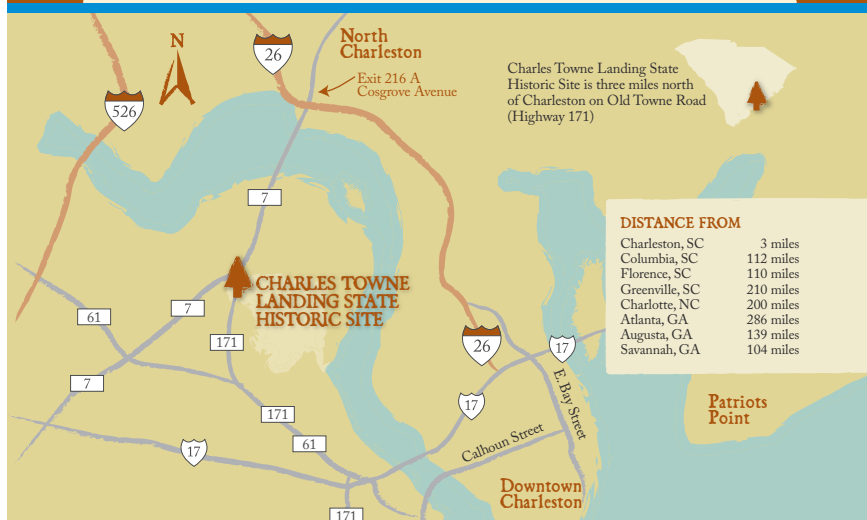 N
North
Charleston
26
Exit 216 A
Cosgrove Avenue
526
Charles Towne Landing State
Historic Site is three miles north
of Charleston on Old Towne Road
(Highway 171)
7
DISTANCE FROM
Charleston, SC 3 miles
Columbia, SC 112 miles
Florence, SC 110 miles
Greenville, SC 210 miles
Charlotte, NC 200 miles
Atlanta, GA 286 miles
Augusta, GA 139 miles
Savannah, GA 104 miles
CHARLES TOWNE
LANDING STATE
HISTORIC SITE
7
61
171
26
17
7
17
E. Bay Street
Patriots
Point
171
61
Calhoun Street
17
Downtown
Charleston
171